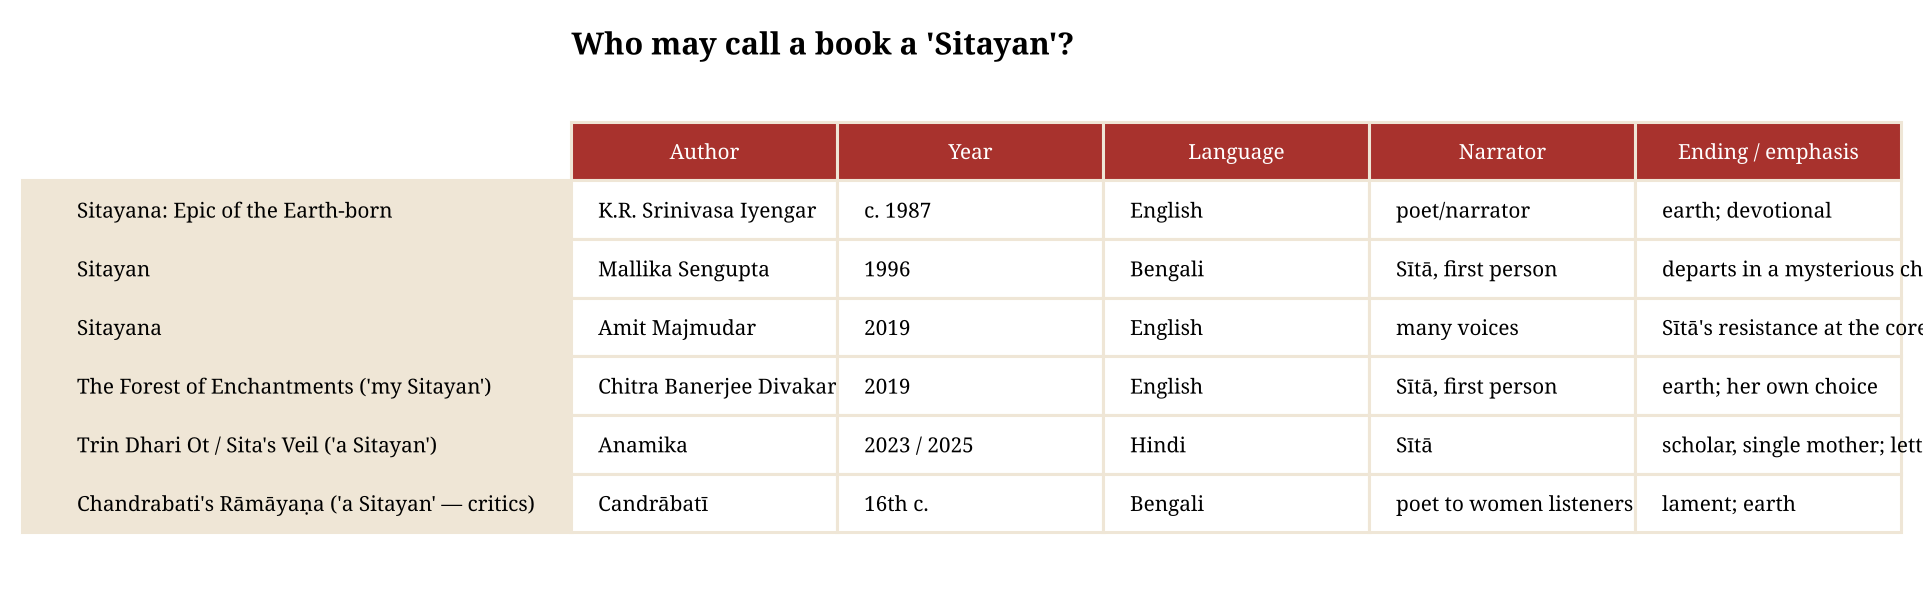 Who may call a book a 'Sitayan'?
Author Year Language Narrator Ending / emphasis
Sitayana: Epic of the Earth-born K.R. Srinivasa Iyengar c. 1987 English poet/narrator earth; devotional
Sitayan Mallika Sengupta 1996 Bengali Sītā, first person departs in a mysterious ch
Sitayana Amit Majmudar 2019 English many voices Sītā's resistance at the core
The Forest of Enchantments ('my Sitayan') Chitra Banerjee Divakar 2019 English Sītā, first person earth; her own choice
Trin Dhari Ot / Sita's Veil ('a Sitayan') Anamika 2023 / 2025 Hindi Sītā scholar, single mother; lett
Chandrabati's Rāmāyaṇa ('a Sitayan' — critics) Candrābatī 16th c. Bengali poet to women listeners lament; earth